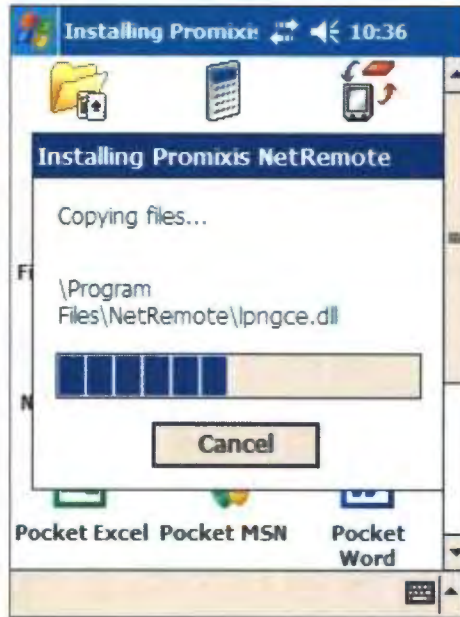 Installing Promixis 10:36
Installing Promixis NetRemote
Copying files...
\Program
Files\NetRemote\lpngce.dll
Cancel
Pocket Excel Pocket MSN Pocket
Word